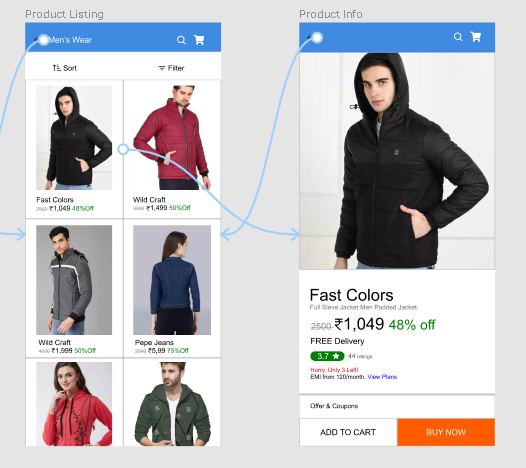 Product Listing
Product Info
Men's Wear
Sort
Filter
Fast Colors
2500 ₹1,049 48%Off
Wild Craft
₹1,499 50%Off
Wild Craft
4000 ₹1,999 50%Off
Pepe Jeans
2500 ₹5,99 75%Off
Fast Colors
Full Sleve Jacket Men Padded Jacket.
2500 ₹1,049 48% off
FREE Delivery
3.7 ★ 44 ratings
Hurry, Only 3 Left!
EMI from 120/month. View Plans
Offer & Coupons
ADD TO CART
BUY NOW